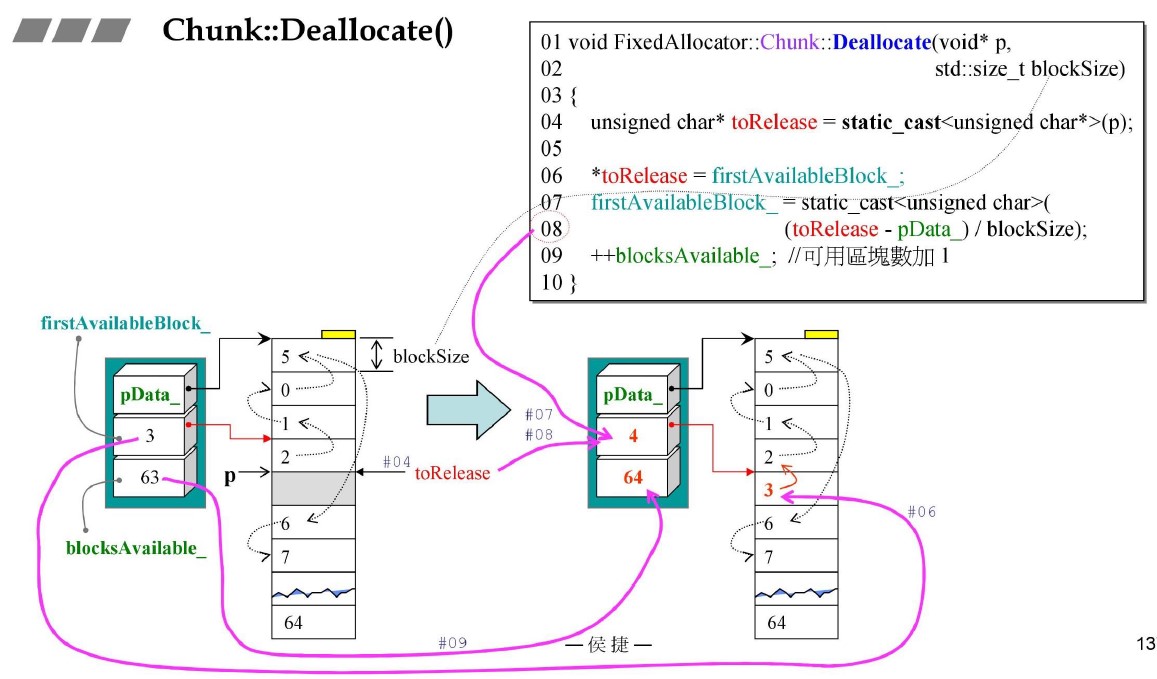 Chunk::Deallocate()
01 void FixedAllocator::Chunk::Deallocate(void* p,
02 std::size_t blockSize)
03 {
04 unsigned char* toRelease = static_cast<unsigned char*>(p);
05
06 *toRelease = firstAvailableBlock_;
07 firstAvailableBlock_ = static_cast<unsigned char>(
08 (toRelease - pData_) / blockSize);
09 ++blocksAvailable_; //可用區塊數加 1
10 }
firstAvailableBlock_
pData_
3
63
blocksAvailable_
p
5
0
1
2
6
7
64
blockSize
#04
toRelease
#07
#08
pData_
4
64
5
0
1
2
3
6
7
64
#06
#09
— 侯捷 —
13